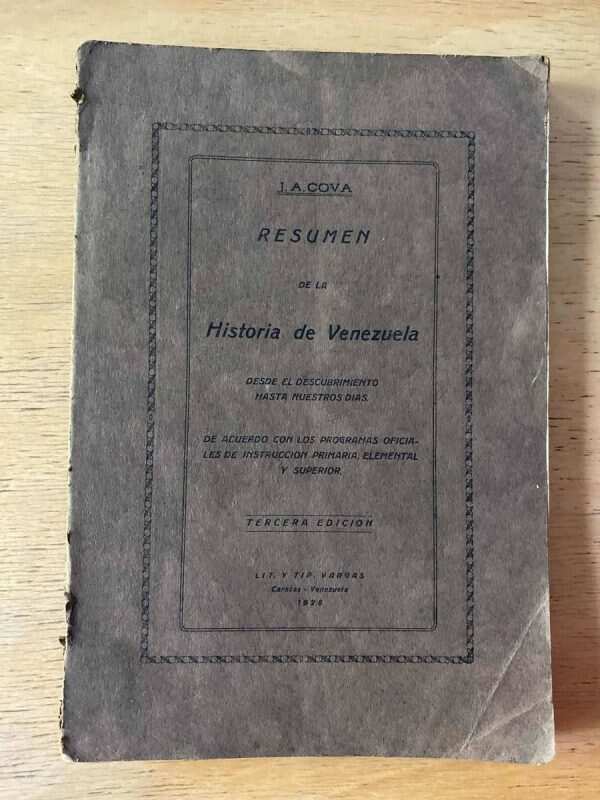 J. A. COVA
RESUMEN
DE LA
Historia de Venezuela
DESDE EL DESCUBRIMIENTO
HASTA NUESTROS DIAS.
DE ACUERDO CON LOS PROGRAMAS OFICIA-
LES DE INSTRUCCION PRIMARIA, ELEMENTAL
Y SUPERIOR.
TERCERA EDICION
LIT. Y TIP. VARGAS
Caracas - Venezuela